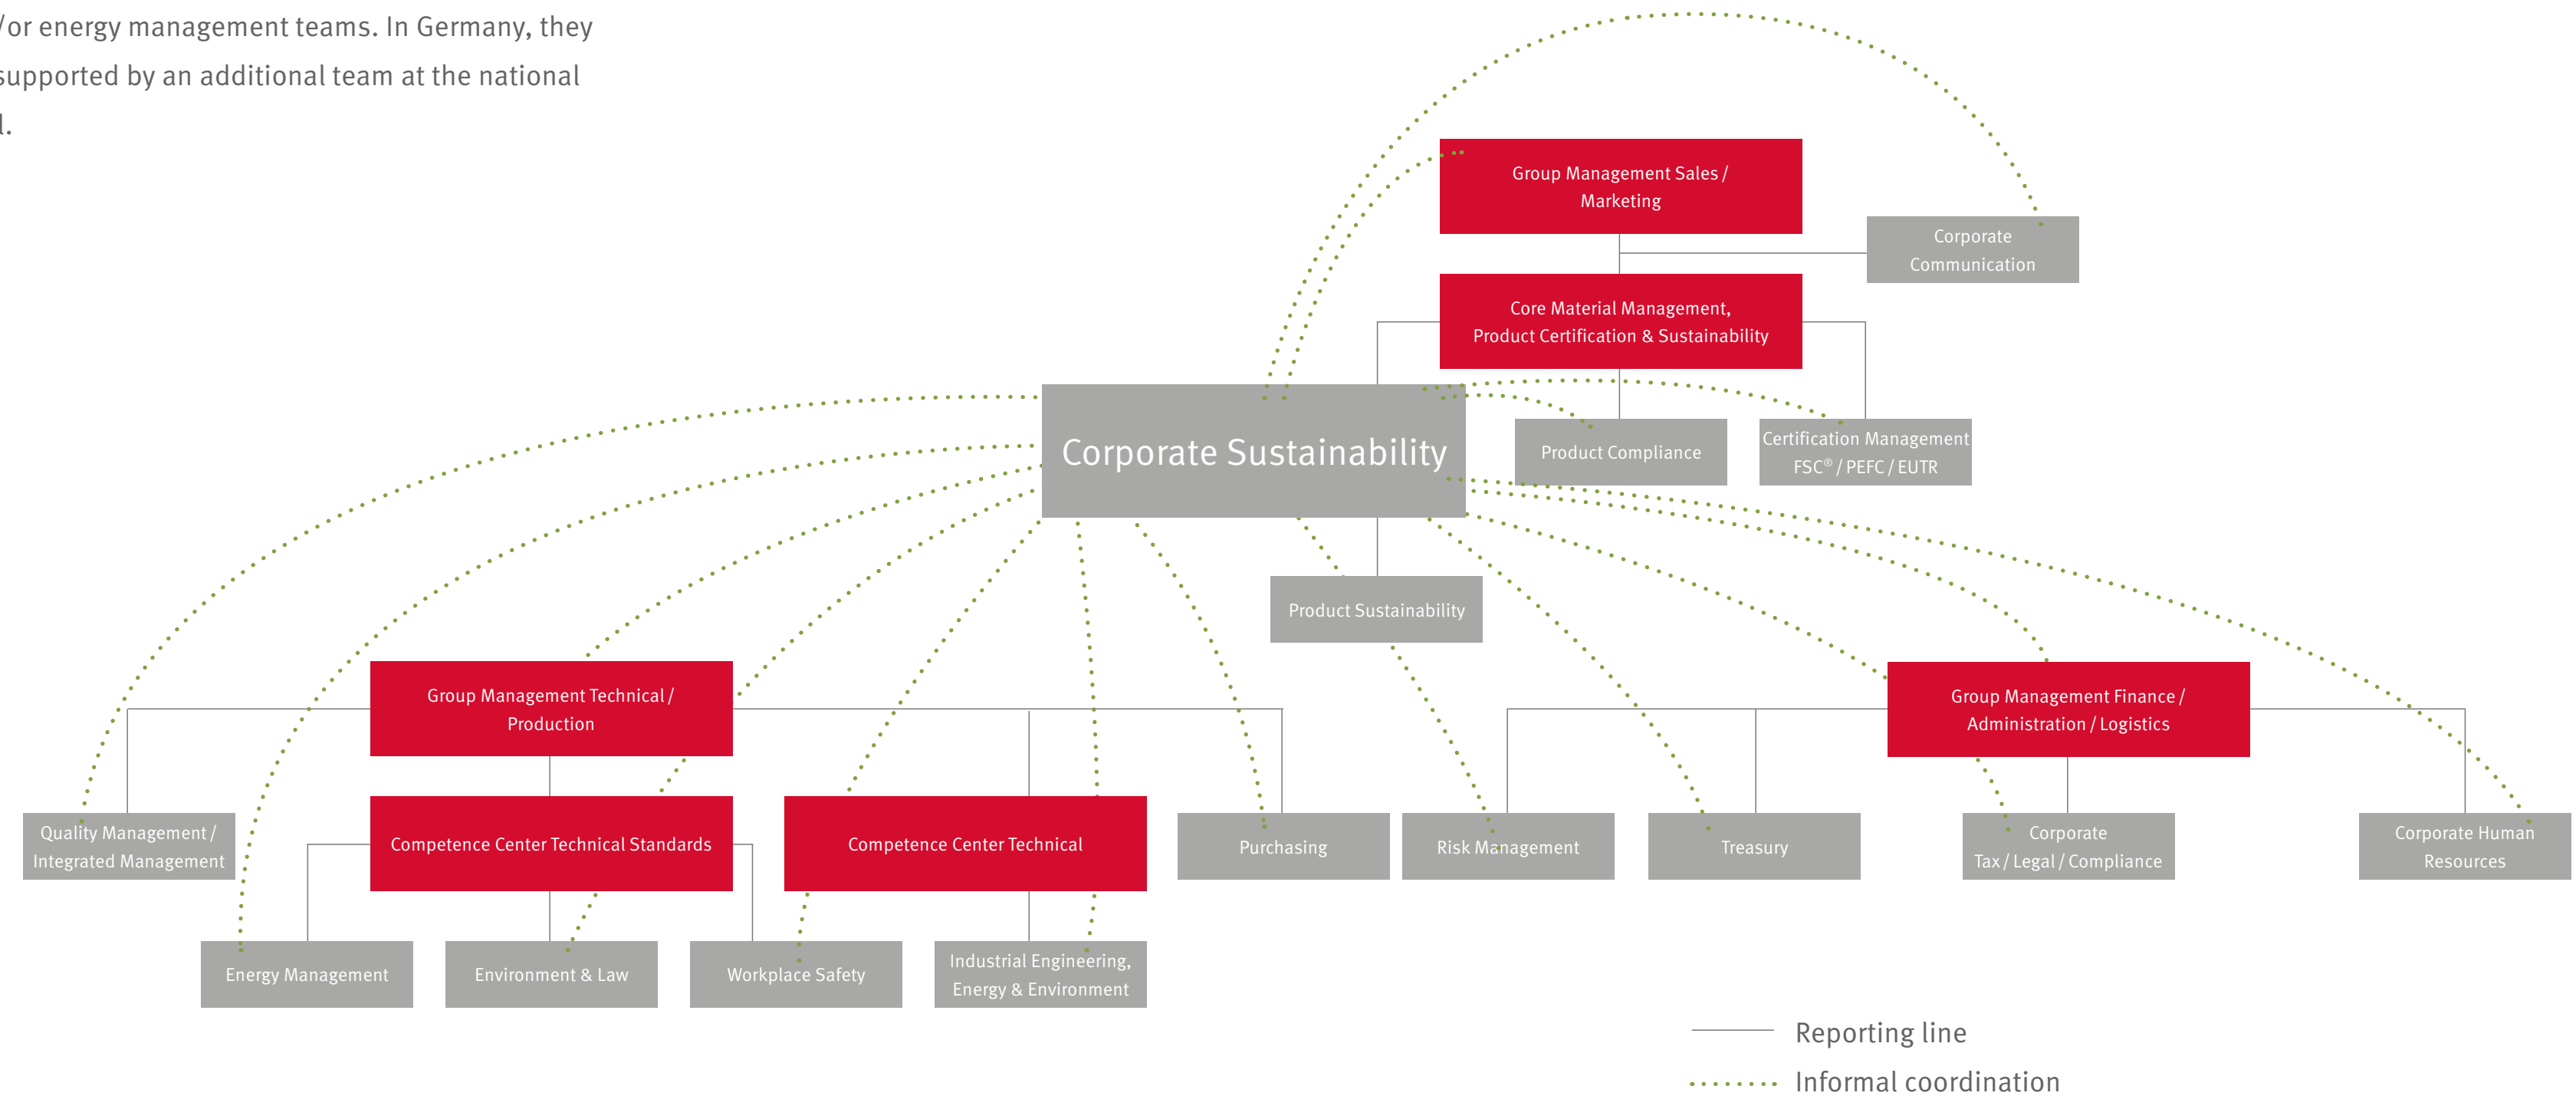 /or energy management teams. In Germany, they
supported by an additional team at the national
l.
Group Management Sales /
Marketing
Corporate
Communication
Core Material Management,
Product Certification & Sustainability
Corporate Sustainability
Product Compliance
Certification Management
FSC® / PEFC / EUTR
Product Sustainability
Group Management Technical /
Production
Group Management Finance /
Administration / Logistics
Quality Management /
Integrated Management
Competence Center Technical Standards
Competence Center Technical
Purchasing
Risk Management
Treasury
Corporate
Tax / Legal / Compliance
Corporate Human
Resources
Energy Management
Environment & Law
Workplace Safety
Industrial Engineering,
Energy & Environment
Reporting line
Informal coordination